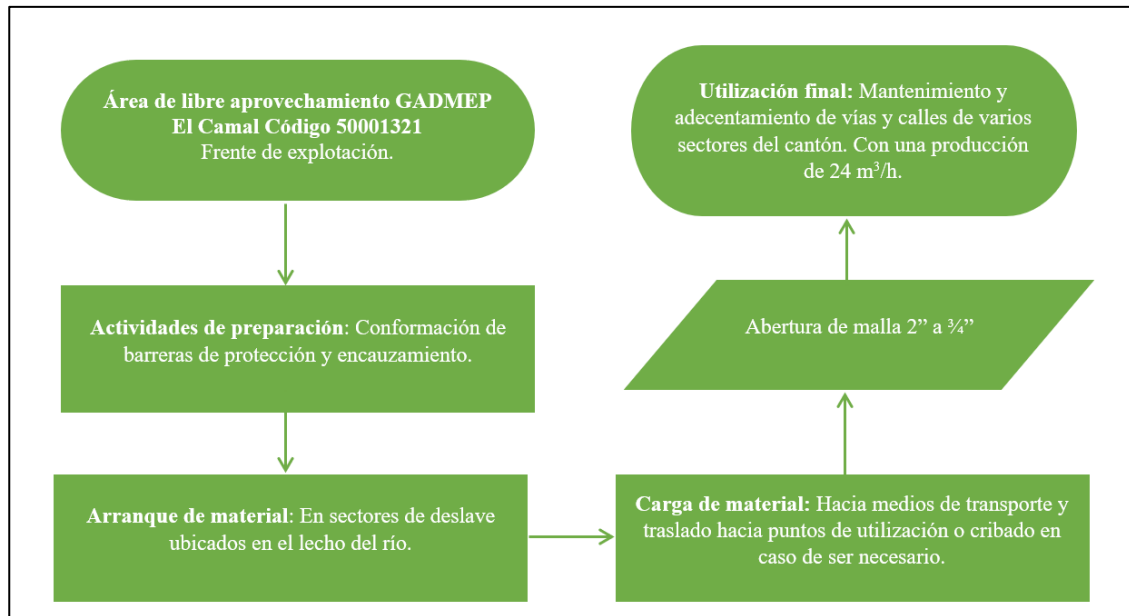 Área de libre aprovechamiento GADMEP
El Camal Código 50001321
Frente de explotación.
Actividades de preparación: Conformación de
barreras de protección y encauzamiento.
Arranque de material: En sectores de deslave
ubicados en el lecho del río.
Carga de material: Hacia medios de transporte y
traslado hacia puntos de utilización o cribado en
caso de ser necesario.
Abertura de malla 2” a ¾”
Utilización final: Mantenimiento y
adecentamiento de vías y calles de varios
sectores del cantón. Con una producción
de 24 m³/h.